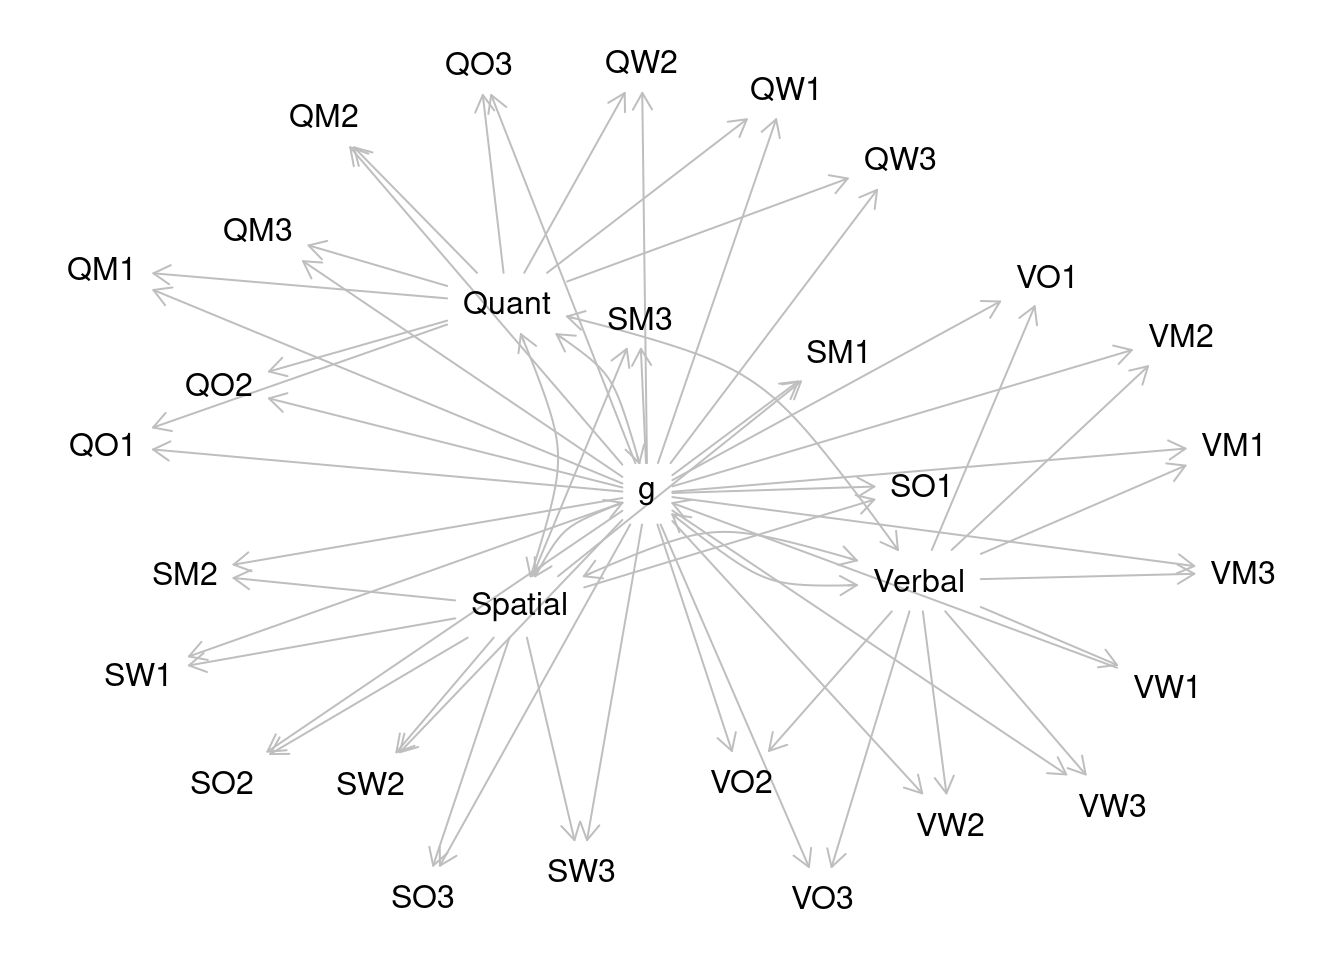 QO3
QW2
QW1
QM2
QW3
QM3
QM1
VO1
Quant
SM3
VM2
SM1
QO2
QO1
VM1
g
SO1
SM2
VM3
Verbal
Spatial
SW1
VW1
SO2
SW2
VO2
VW3
VW2
SW3
SO3
VO3